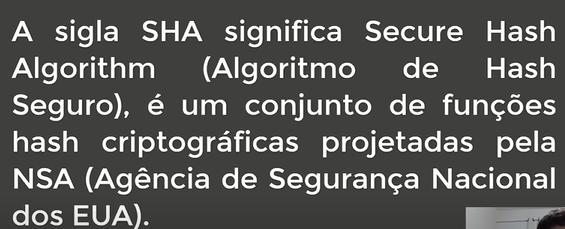 A sigla SHA significa Secure Hash
Algorithm (Algoritmo de Hash
Seguro), é um conjunto de funções
hash criptográficas projetadas pela
NSA (Agência de Segurança Nacional
dos EUA).